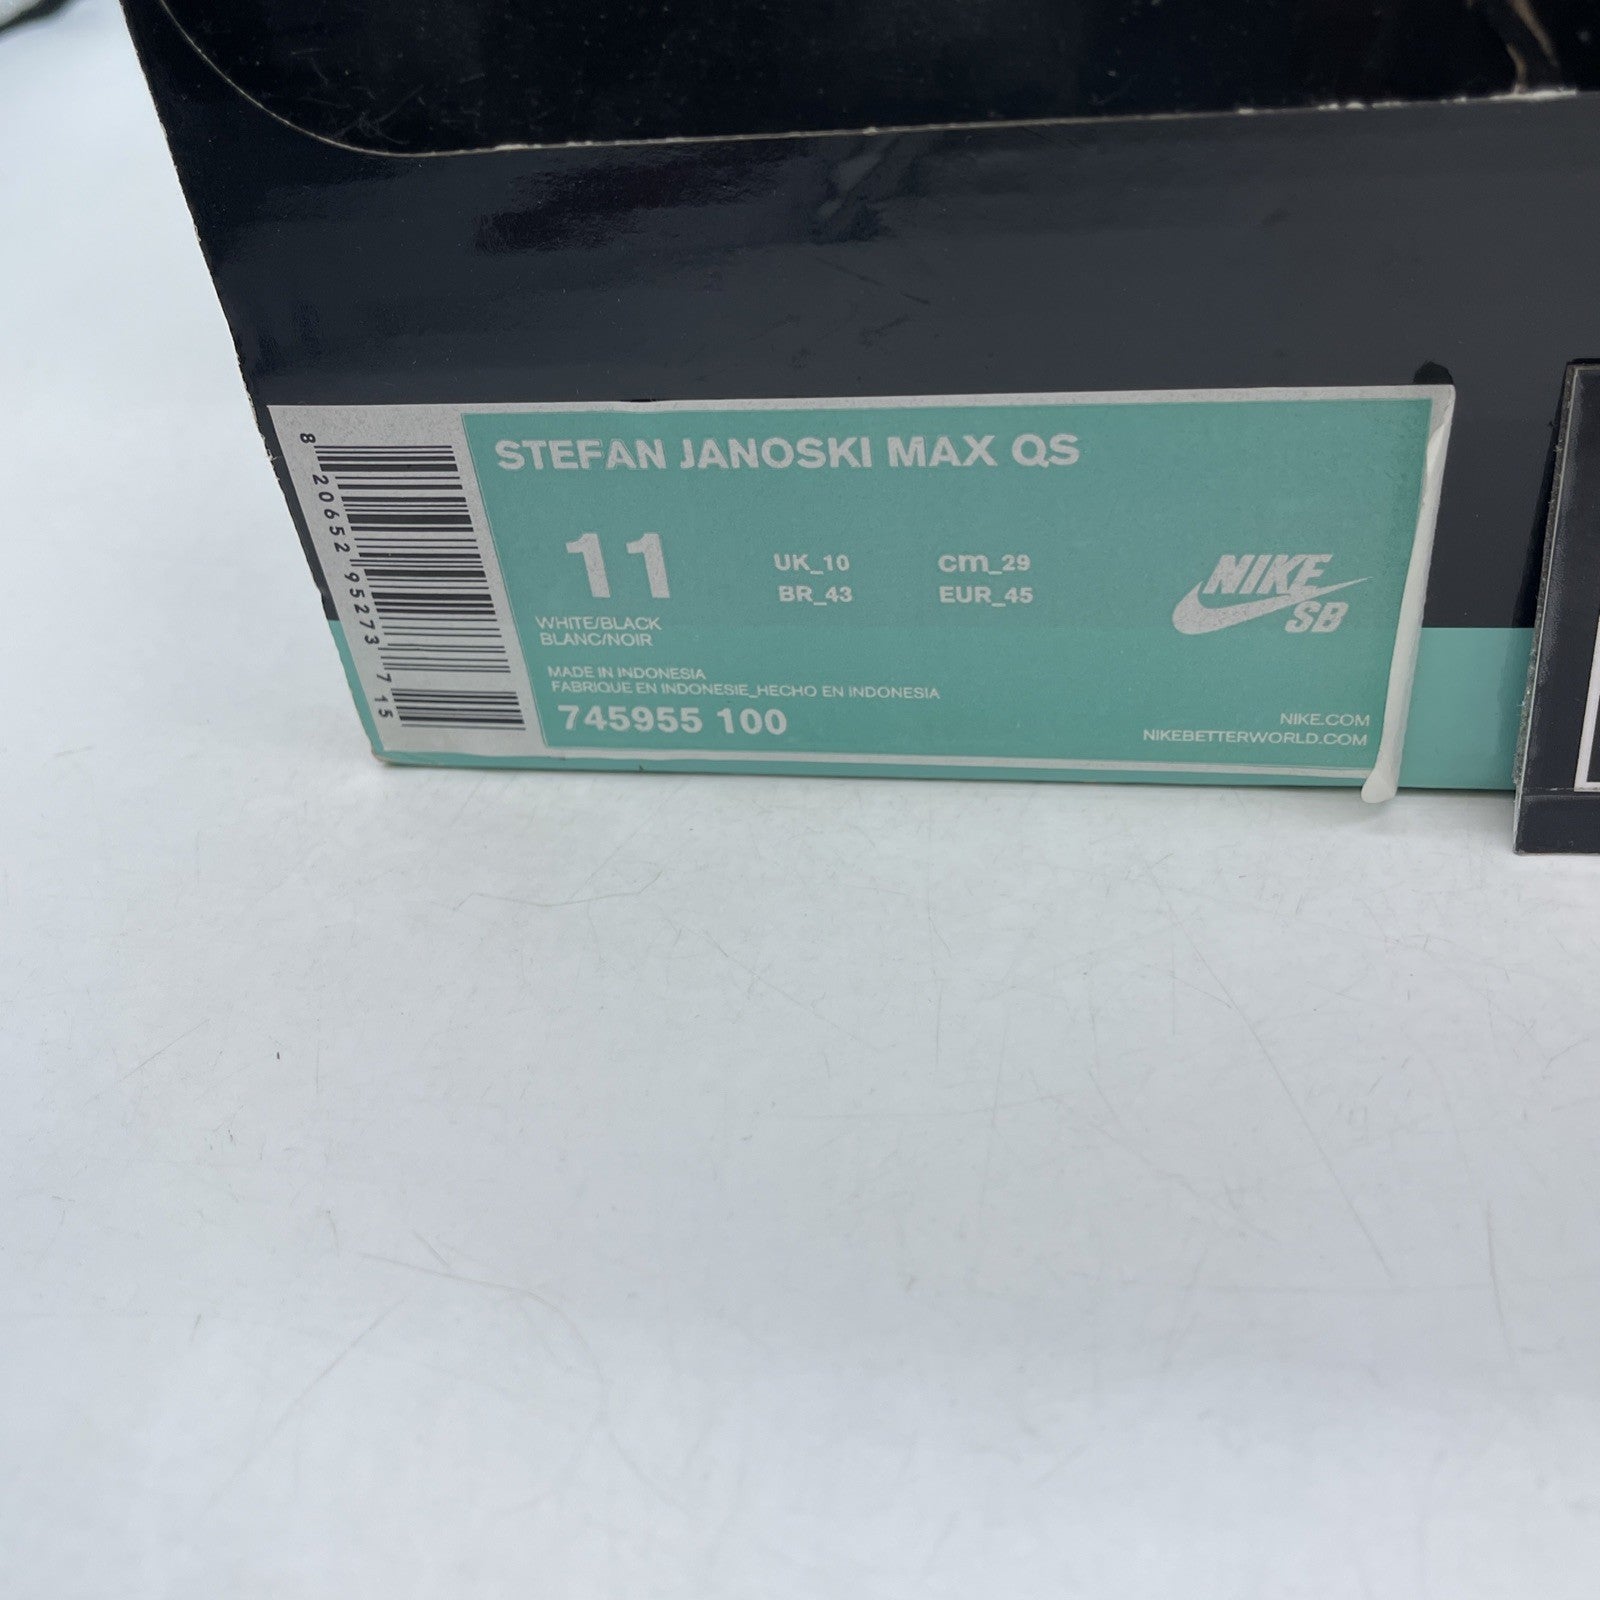 STEFAN JANOSKI MAX QS
11
UK_10 cm_29
BR_43 EUR_45
WHITE/BLACK
BLANC/NOIR
MADE IN INDONESIA
FABRIQUE EN INDONESIE_HECHO EN INDONESIA
745955 100
NIKE
SB
NIKE.COM
NIKEBETTERWORLD.COM
8 20652 95273 7 15